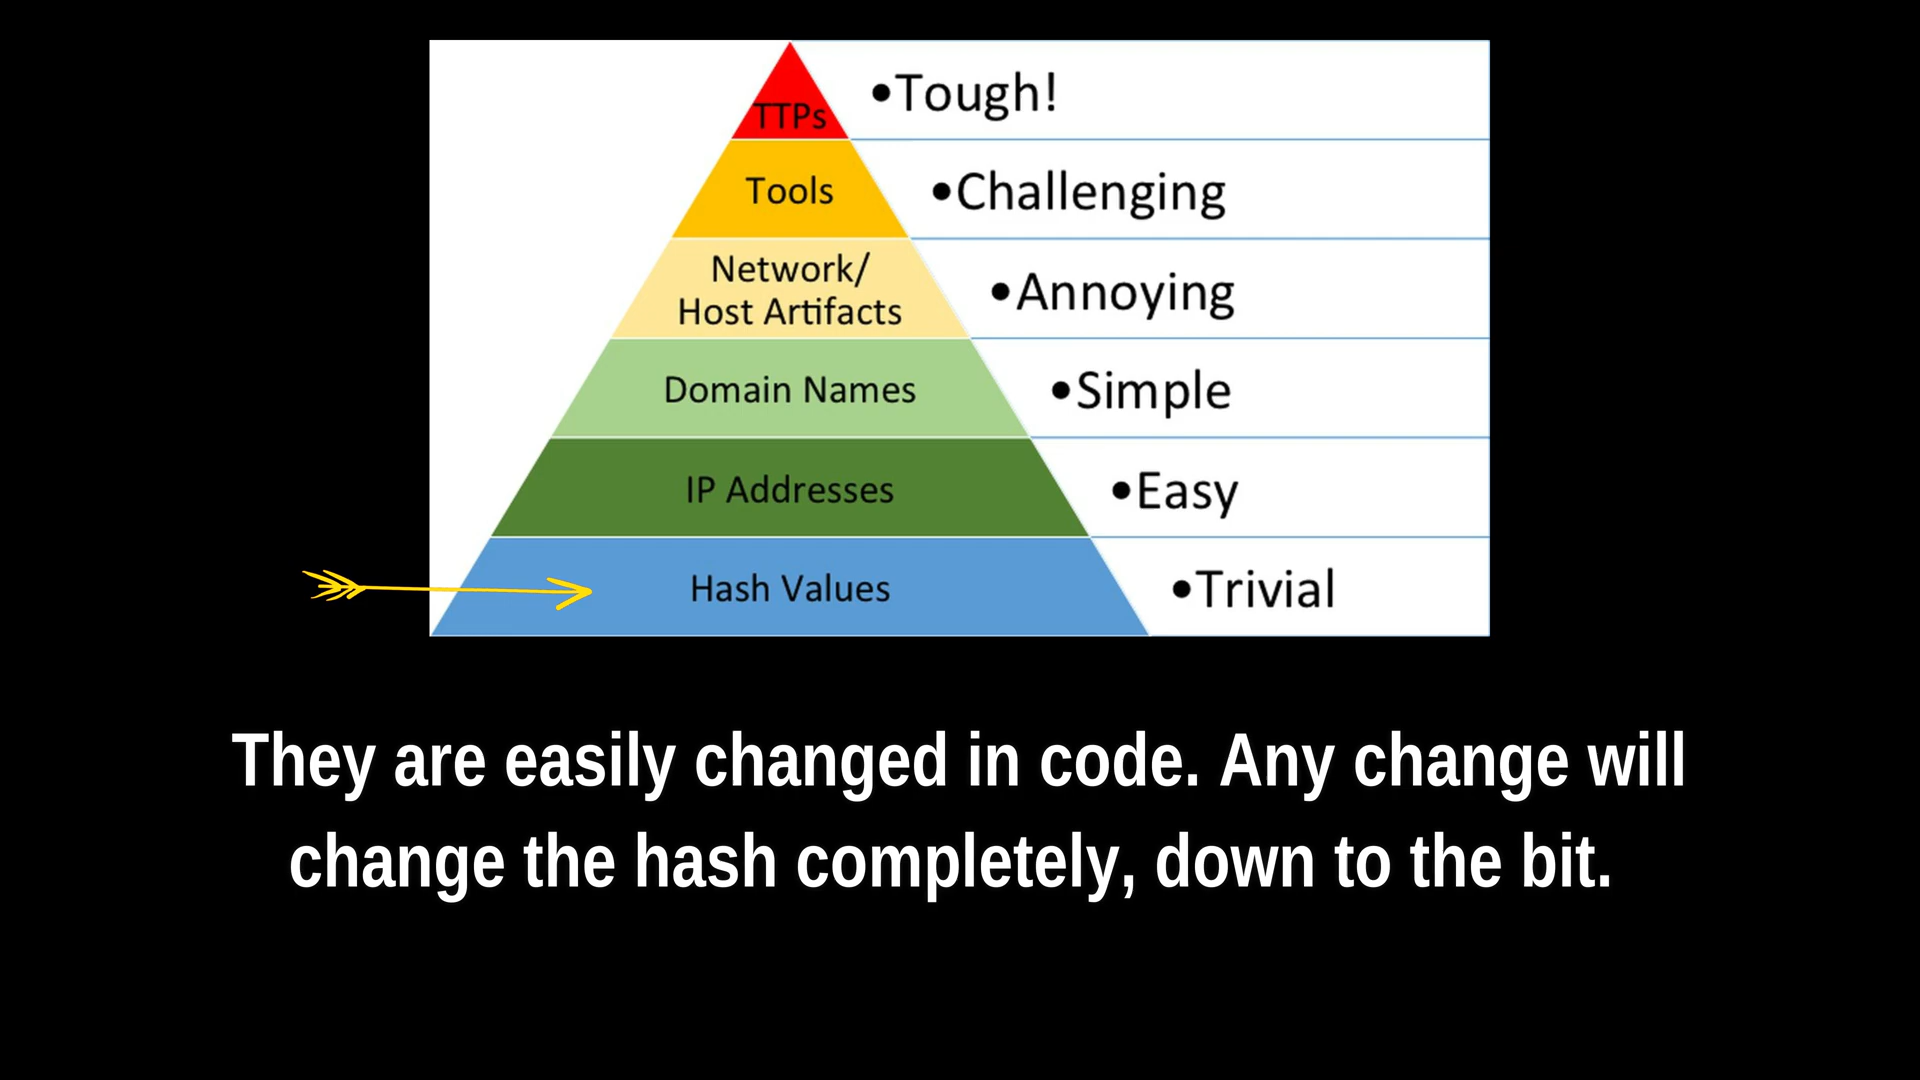 TTPs
•Tough!
Tools
•Challenging
Network/
Host Artifacts
•Annoying
Domain Names
•Simple
IP Addresses
•Easy
Hash Values
•Trivial
They are easily changed in code. Any change will
change the hash completely, down to the bit.